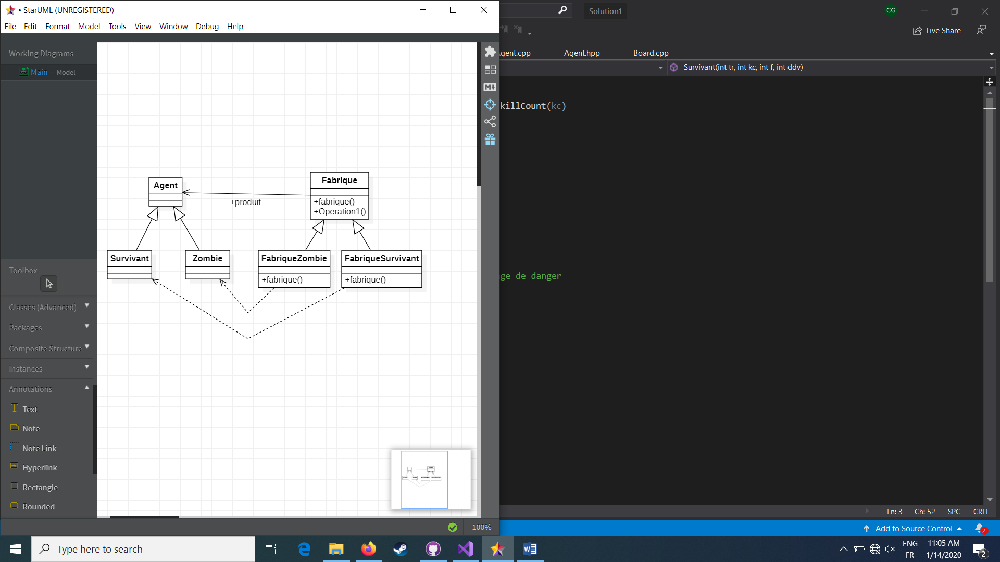 • StarUML (UNREGISTERED)
File Edit Format Model Tools View Window Debug Help
Working Diagrams
Main — Model
Toolbox
Classes (Advanced)
Packages
Composite Structure
Instances
Annotations
Text
Note
Note Link
Hyperlink
Rectangle
Rounded
Agent
+produit
Fabrique
+fabrique()
+Operation1()
Survivant
Zombie
FabriqueZombie
+fabrique()
FabriqueSurvivant
+fabrique()
100%
Solution1
CG
Live Share
Agent.cpp Agent.hpp Board.cpp
Survivant(int tr, int kc, int f, int ddv)
killCount(kc)
ge de danger
Ln: 3 Ch: 52 SPC CRLF
Add to Source Control 2
Type here to search
ENG
FR
11:05 AM
1/14/2020
2